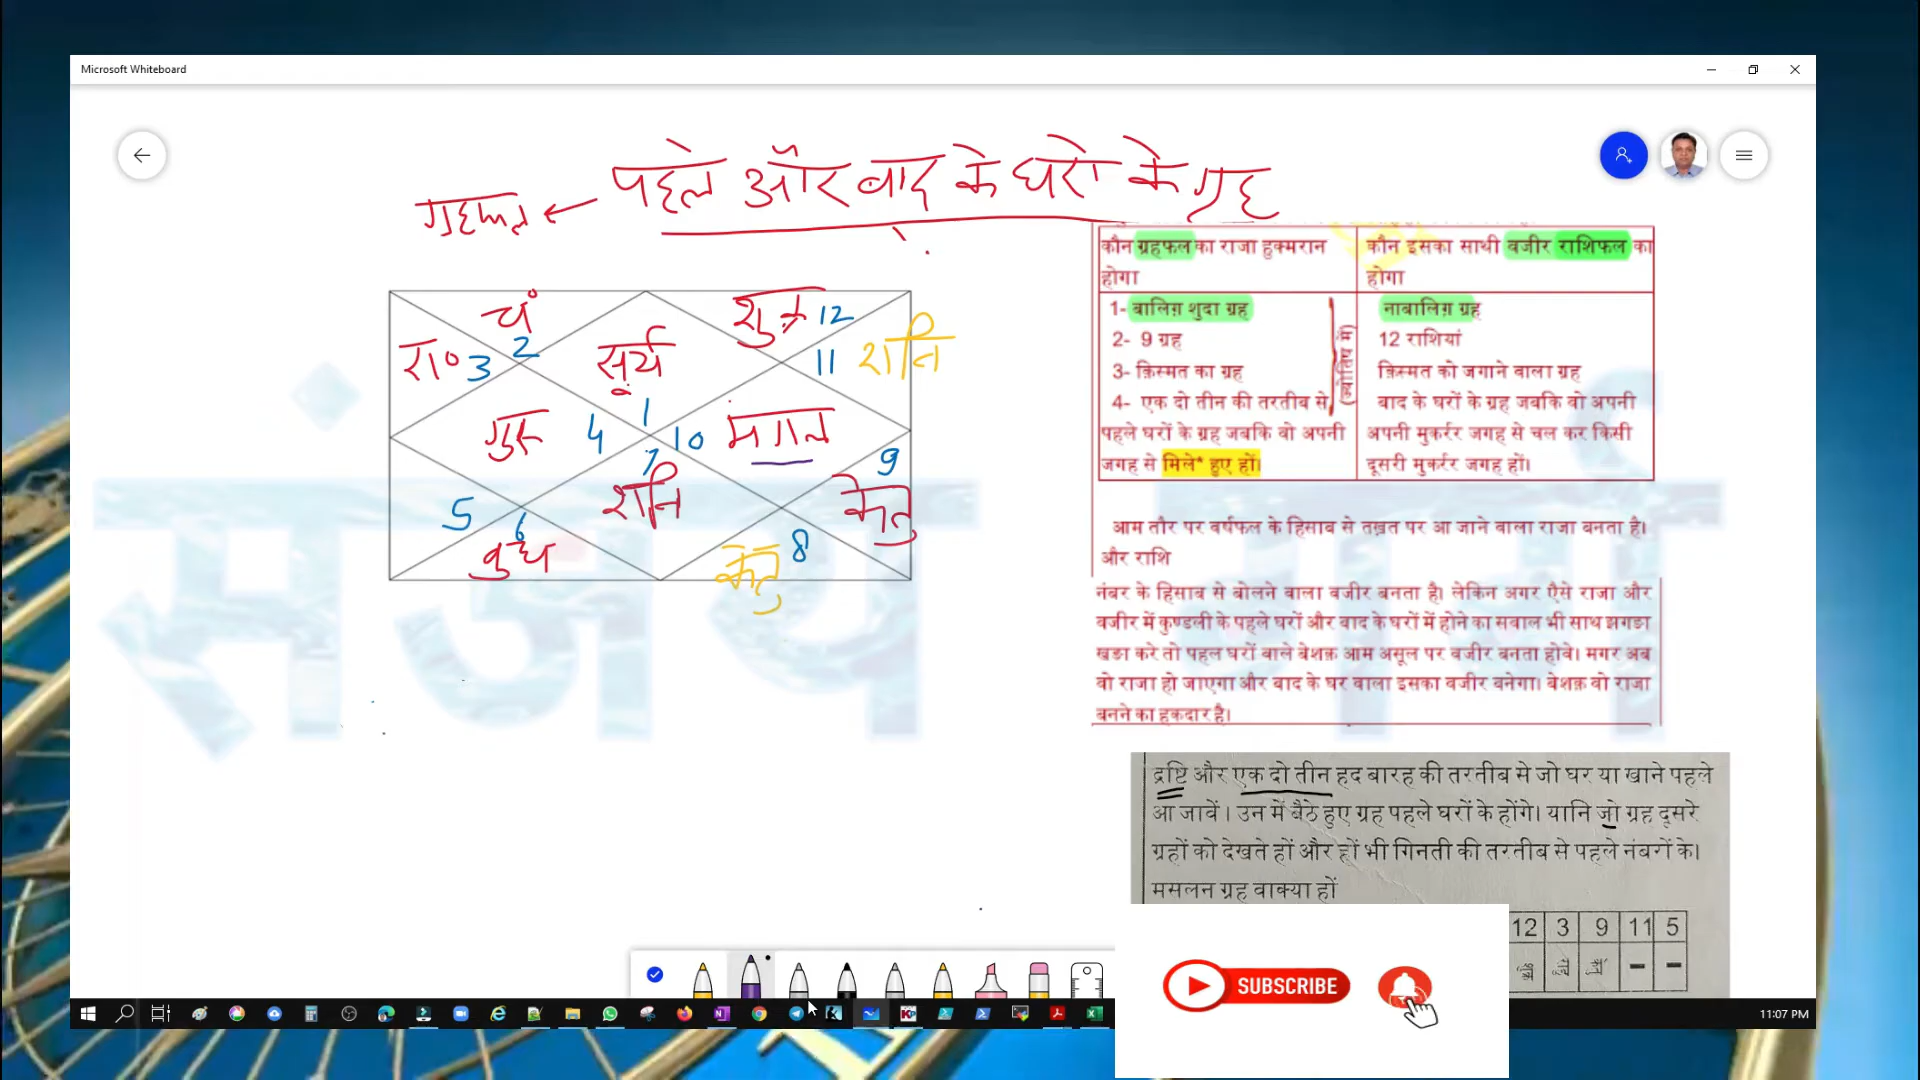 Microsoft Whiteboard
पहले और बाद के घरों के ग्रह
ग्रहफल
चं०
2
रा० 3
सूर्य
1
शुक्र 12
11 शनि
गुरु 4
10 मंगल
9
केतु
7
शनि
5
6
बुध
8
केतु
कौन ग्रहफल का राजा हुक्मरान
होगा
कौन इसका साथी वजीर राशिफल का
होगा
1- बालिग़ शुदा ग्रह
नाबालिग़ ग्रह
2- 9 ग्रह
12 राशियां
3- क़िस्मत का ग्रह
क़िस्मत को जगाने वाला ग्रह
4- एक दो तीन की तरतीब से
पहले घरों के ग्रह जबकि वो अपनी
जगह से मिले* हुए हों।
बाद के घरों के ग्रह जबकि वो अपनी
अपनी मुकर्रर जगह से चल कर किसी
दूसरी मुकर्रर जगह हों।
(ज्योतिष में)
आम तौर पर वर्षफल के हिसाब से तख़्त पर आ जाने वाला राजा बनता है।
और राशि
नंबर के हिसाब से बोलने वाला वजीर बनता है। लेकिन अगर ऐसे राजा और
वजीर में कुण्डली के पहले घरों और बाद के घरों में होने का सवाल भी साथ झगडा
खडा करे तो पहल घरों वाले बेशक़ आम असूल पर वजीर बनता होवे। मगर अब
वो राजा हो जाएगा और बाद के घर वाला इसका वजीर बनेगा। बेशक़ वो राजा
बनने का हकदार है।
द्रष्टि और एक दो तीन हद बारह की तरतीब से जो घर या खाने पहले
आ जावें। उन में बैठे हुए ग्रह पहले घरों के होंगे। यानि जो ग्रह दूसरे
ग्रहों को देखते हों और हों भी गिनती की तरतीब से पहले नंबरों के।
मसलन ग्रह वाक्या हों
12 3 9 11 5
शुक्र राहु केतु - -
SUBSCRIBE
11:07 PM
संजय